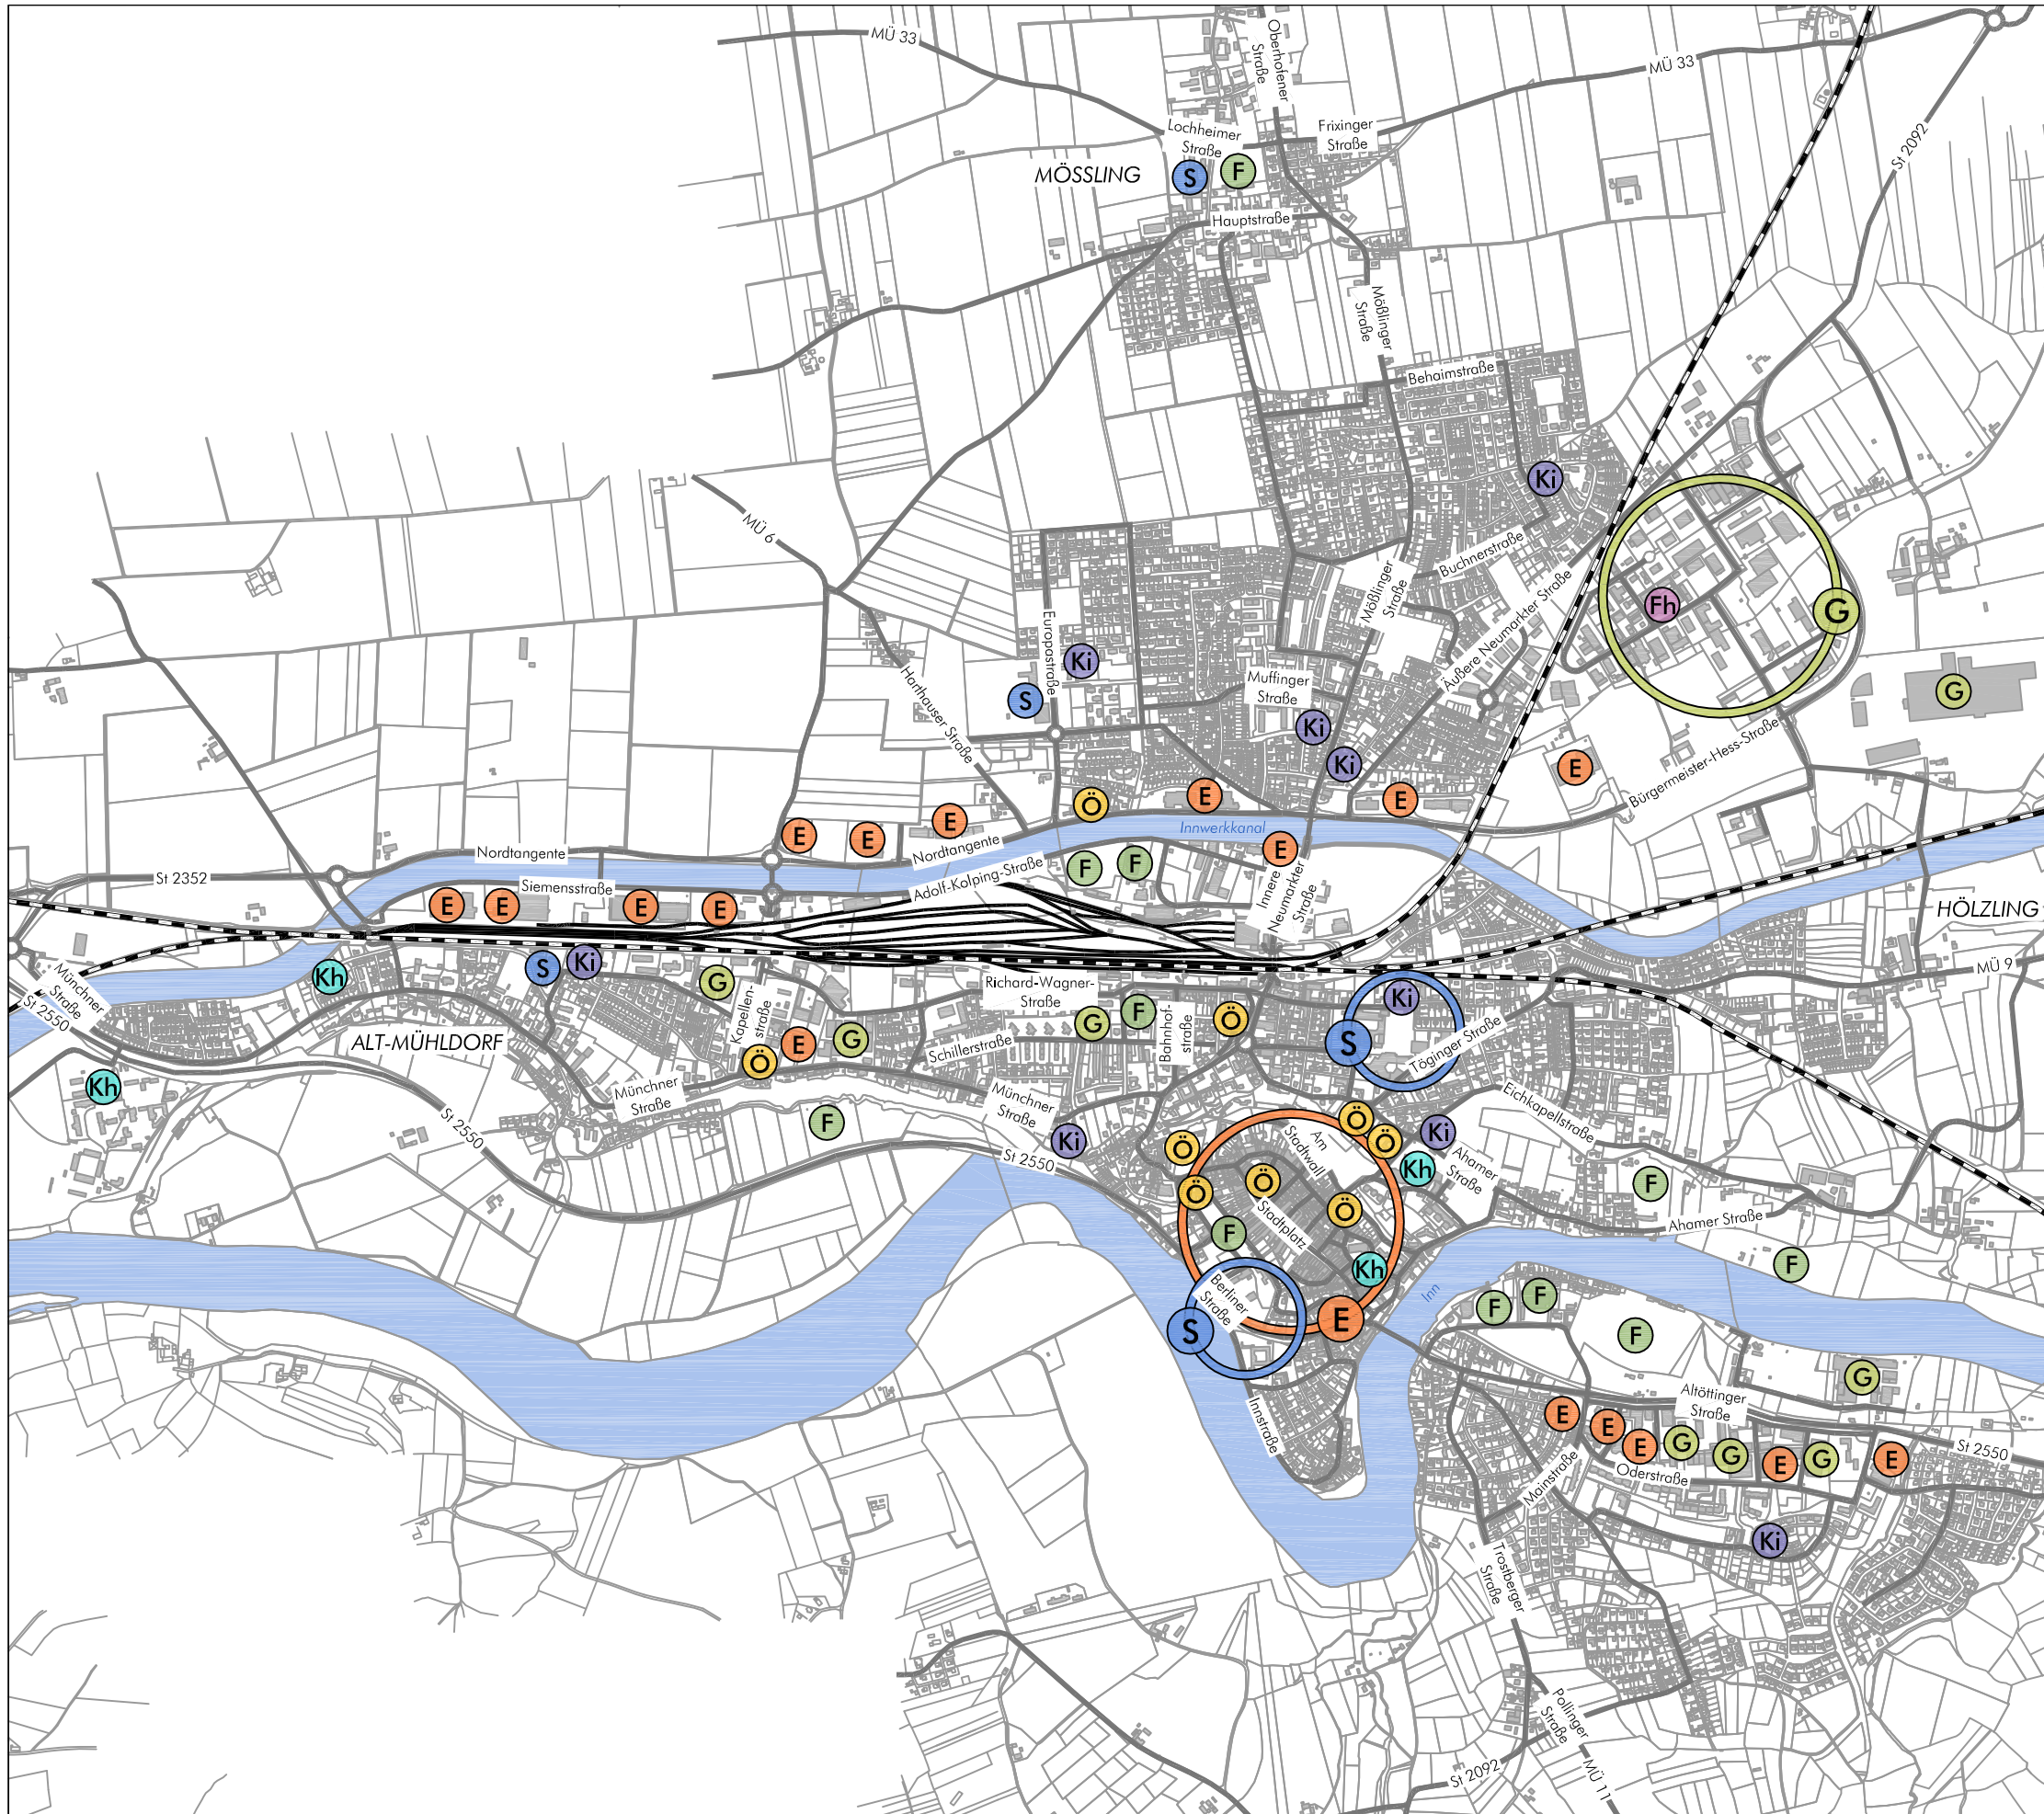 MÜ 33
Oberhofener
Straße
MÜ 33
Lochheimer
Straße
Frixinger
Straße
St 2092
MÖSSLING
S
F
Hauptstraße
Mößlinger
Straße
Behaimstraße
Ki
MÜ 6
Buchnerstraße
Mößlinger
Straße
Äußere Neumarkter Straße
Fh
G
Europastraße
Ki
S
Harthauser Straße
Muffinger
Straße
Ki
Ki
G
Bürgermeister-Hess-Straße
E
Ö
E
E
E
E
E
Innwerkkanal
E
Nordtangente
Nordtangente
Adolf-Kolping-Straße
F
F
St 2352
Siemensstraße
E
E
E
E
Innere
Neumarkter
Straße
HÖLZLING
MÜ 9
Kh
S
Ki
G
Münchner
Straße
St 2550
Richard-Wagner-
Straße
Ki
S
Kapellen-
straße
G
F
Bahnhof-
straße
Ö
Töginger Straße
ALT-MÜHLDORF
Ö
E
G
Schillerstraße
Kh
Münchner
Straße
Münchner
Straße
Eichkapellstraße
St 2550
F
Ki
St 2550
Ö
Ö
Ö
Ki
Kh
Am
Stadtwall
Ahamer
Straße
Ö
Ö
Ö
F
Stadtplatz
F
Ahamer Straße
Kh
F
Berliner
Straße
Inn
S
E
F
F
F
G
Innstraße
Altöttinger
Straße
E
E
E
G
G
E
G
E
St 2550
Mainstraße
Oderstraße
Ki
Trostberger
Straße
Pollinger
Straße
St 2092
MÜ 11